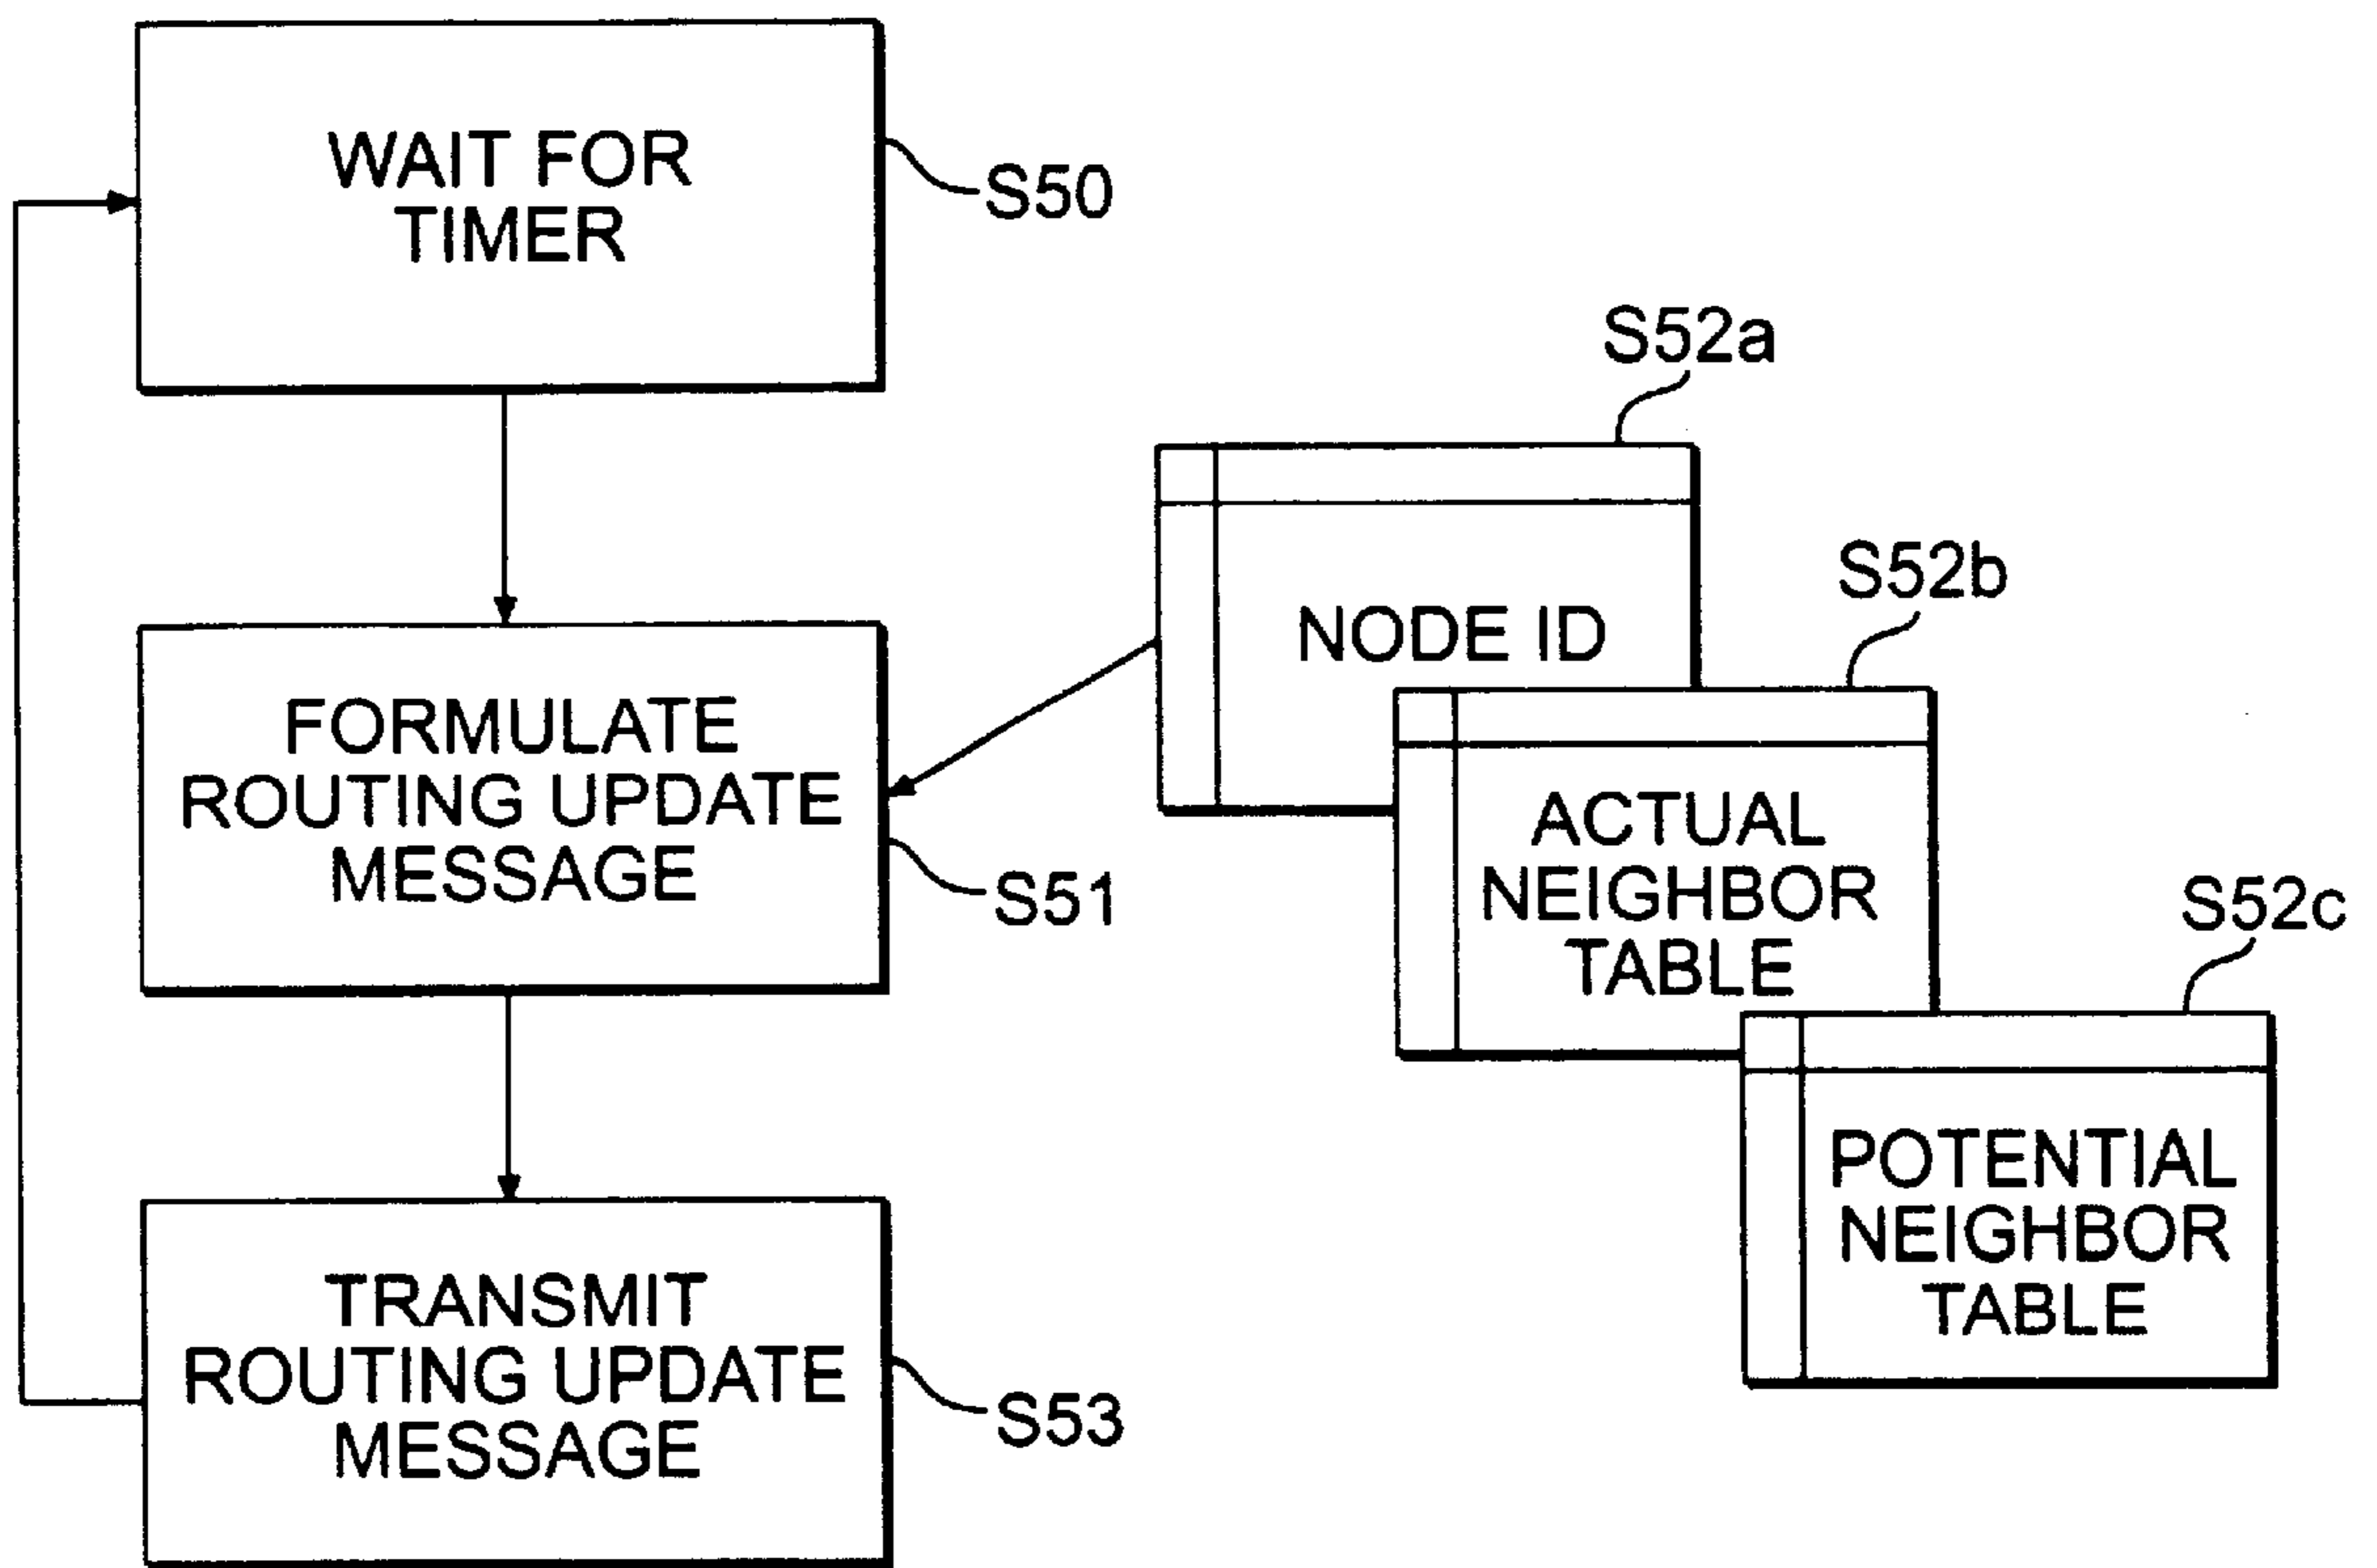 WAIT FOR
TIMER
S50
S52a
NODE ID
S52b
FORMULATE
ROUTING UPDATE
MESSAGE
S51
ACTUAL
NEIGHBOR
TABLE
S52c
POTENTIAL
NEIGHBOR
TABLE
TRANSMIT
ROUTING UPDATE
MESSAGE
S53